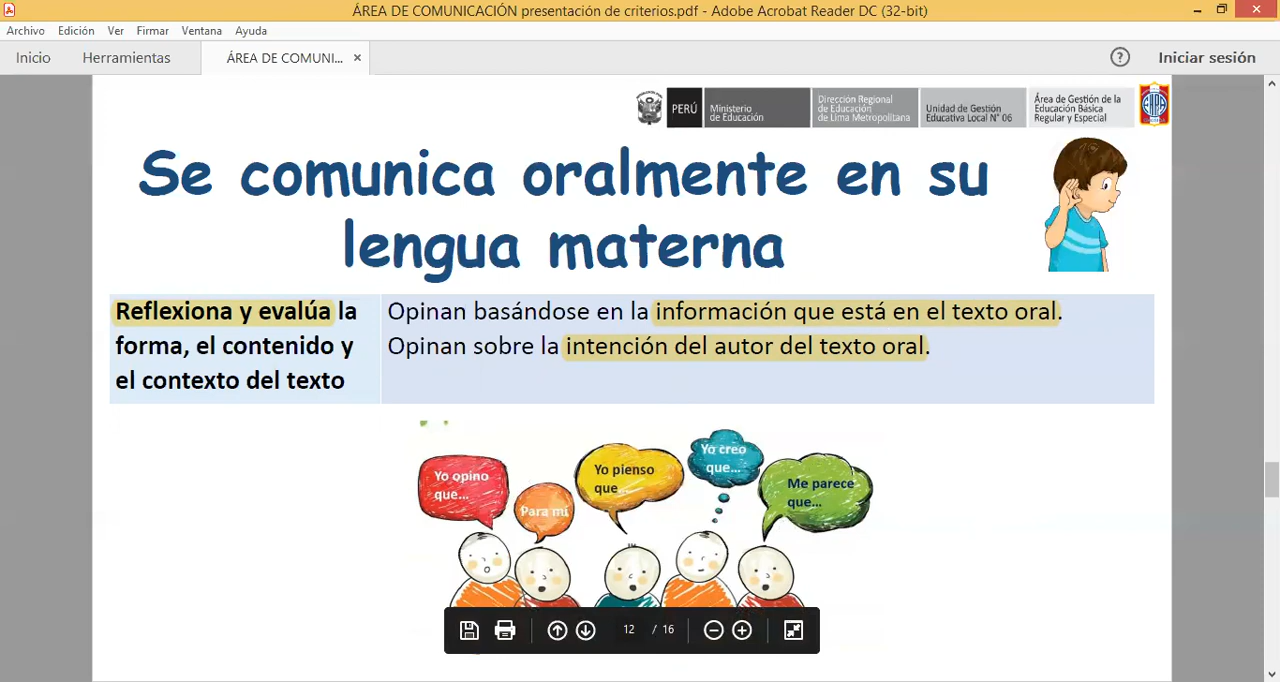 ÁREA DE COMUNICACIÓN presentación de criterios.pdf - Adobe Acrobat Reader DC (32-bit)
Archivo Edición Ver Firmar Ventana Ayuda
Inicio Herramientas ÁREA DE COMUNI... × ? Iniciar sesión
PERÚ
Ministerio
de Educación
Dirección Regional
de Educación
de Lima Metropolitana
Unidad de Gestión
Educativa Local N° 06
Área de Gestión de la
Educación Básica
Regular y Especial
Se comunica oralmente en su
lengua materna
Reflexiona y evalúa la
forma, el contenido y
el contexto del texto
Opinan basándose en la información que está en el texto oral.
Opinan sobre la intención del autor del texto oral.
Yo opino
que...
Para mí
Yo pienso
que...
Yo creo
que...
Me parece
que...
12 / 16